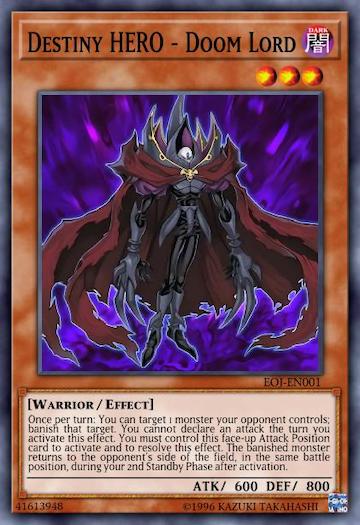 DESTINY HERO - DOOM LORD
DARK
闇
EOJ-EN001
[WARRIOR / EFFECT]
Once per turn: You can target 1 monster your opponent controls;
banish that target. You cannot declare an attack the turn you
activate this effect. You must control this face-up Attack Position
card to activate and to resolve this effect. The banished monster
returns to the opponent's side of the field, in the same battle
position, during your 2nd Standby Phase after activation.
ATK/ 600 DEF/ 800
41613948
©1996 KAZUKI TAKAHASHI